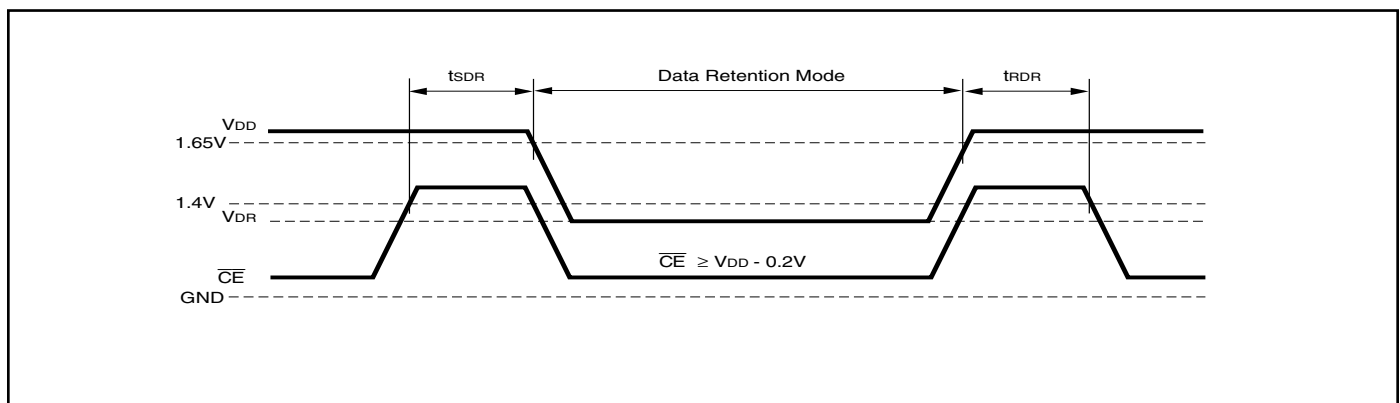 tSDR Data Retention Mode tRDR
VDD
1.65V
1.4V
VDR
CE ≥ VDD - 0.2V
CE
GND